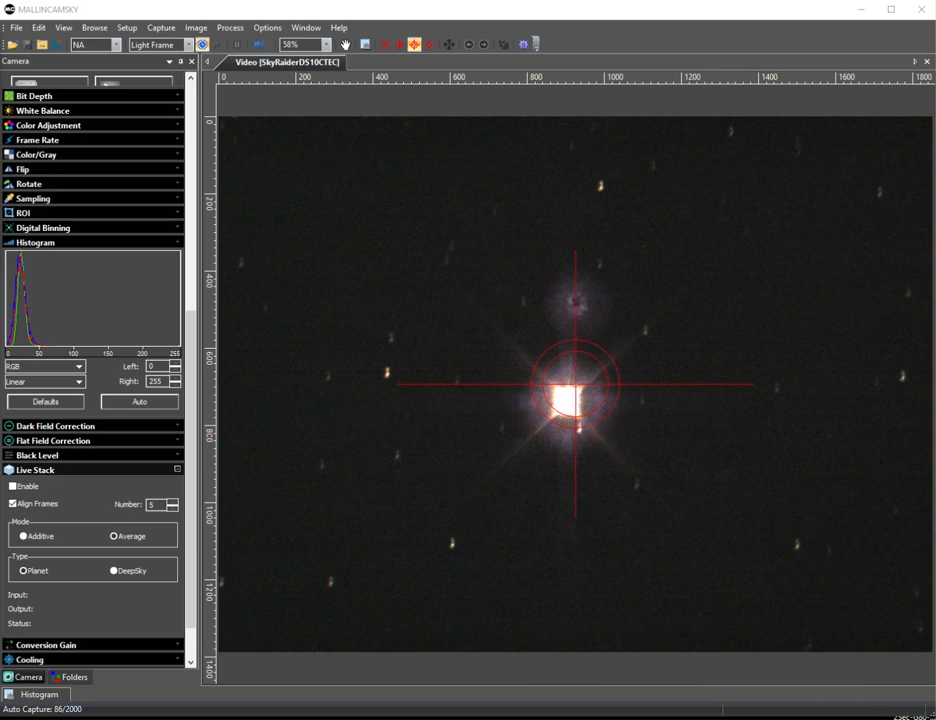 MALLINCAMSKY
File Edit View Browse Setup Capture Image Process Options Window Help
NA Light Frame 58%
Camera
Video [SkyRaiderDS10CTEC]
0 200 400 600 800 1000 1200 1400 1600 1800
0
200
400
600
800
1000
1200
1400
Bit Depth
White Balance
Color Adjustment
Frame Rate
Color/Gray
Flip
Rotate
Sampling
ROI
Digital Binning
Histogram
0 50 100 150 200 255
RGB Left: 0
Linear Right: 255
Defaults Auto
Dark Field Correction
Flat Field Correction
Black Level
Live Stack
Enable
Align Frames Number: 5
Mode
Additive Average
Type
Planet DeepSky
Input:
Output:
Status:
Conversion Gain
Cooling
Camera Folders
Histogram
Auto Capture: 86/2000